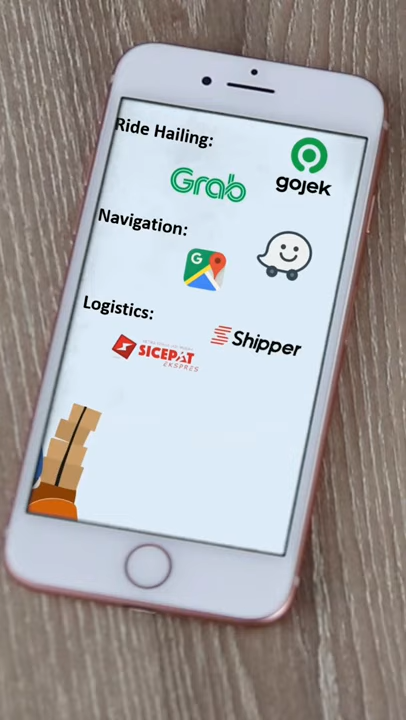 Ride Hailing:
Grab
gojek
Navigation:
G
Logistics:
SICEPAT
EKSPRES
Shipper